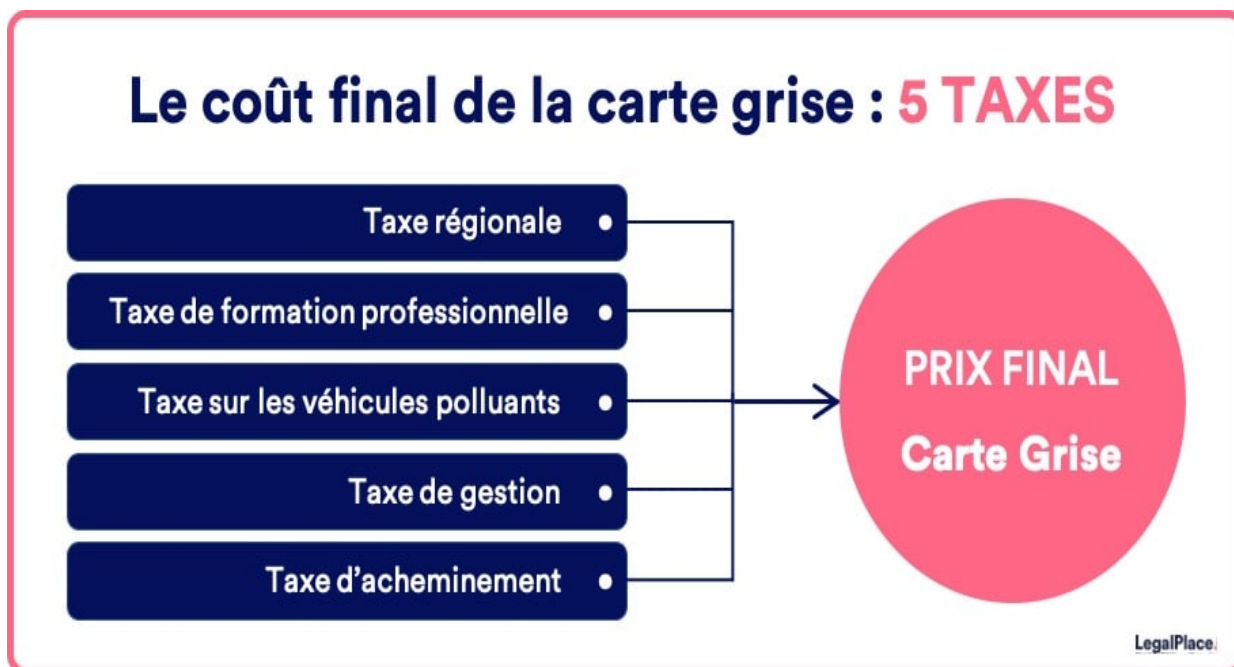 Le coût final de la carte grise : 5 TAXES
Taxe régionale
Taxe de formation professionnelle
Taxe sur les véhicules polluants
Taxe de gestion
Taxe d’acheminement
PRIX FINAL
Carte Grise
LegalPlace.